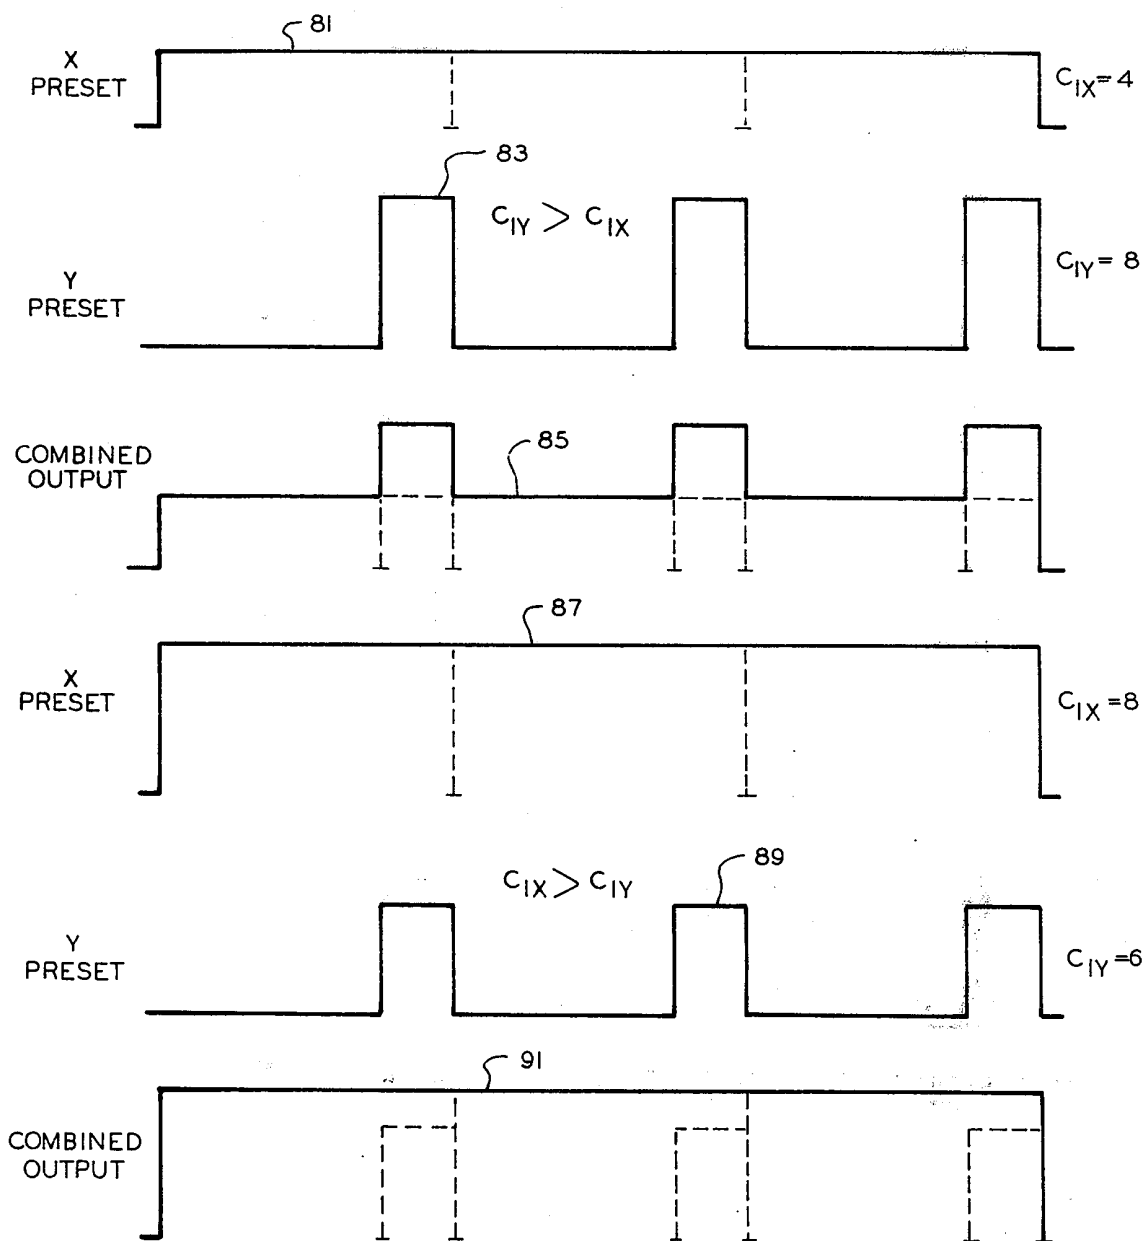 81
X
PRESET
C1X=4
83
C1Y > C1X
Y
PRESET
C1Y=8
COMBINED
OUTPUT
85
87
X
PRESET
C1X=8
89
C1X > C1Y
Y
PRESET
C1Y=6
91
COMBINED
OUTPUT